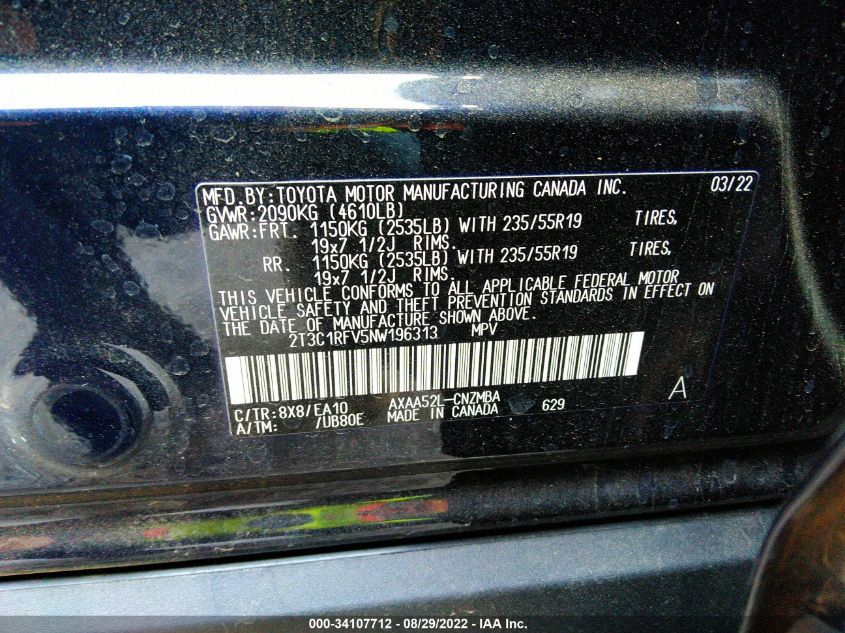 MFD.BY:TOYOTA MOTOR MANUFACTURING CANADA INC. 03/22
GVWR:2090KG (4610LB)
GAWR:FRT. 1150KG (2535LB) WITH 235/55R19 TIRES,
19x7 1/2J RIMS.
RR. 1150KG (2535LB) WITH 235/55R19 TIRES,
19x7 1/2J RIMS.
THIS VEHICLE CONFORMS TO ALL APPLICABLE FEDERAL MOTOR
VEHICLE SAFETY AND THEFT PREVENTION STANDARDS IN EFFECT ON
THE DATE OF MANUFACTURE SHOWN ABOVE.
2T3C1RFV5NW196313 MPV
A
C/TR:8X8/EA10 AXAA52L-CNZMBA 629
A/TM: /UB80E MADE IN CANADA
000-34107712 - 08/29/2022 - IAA Inc.